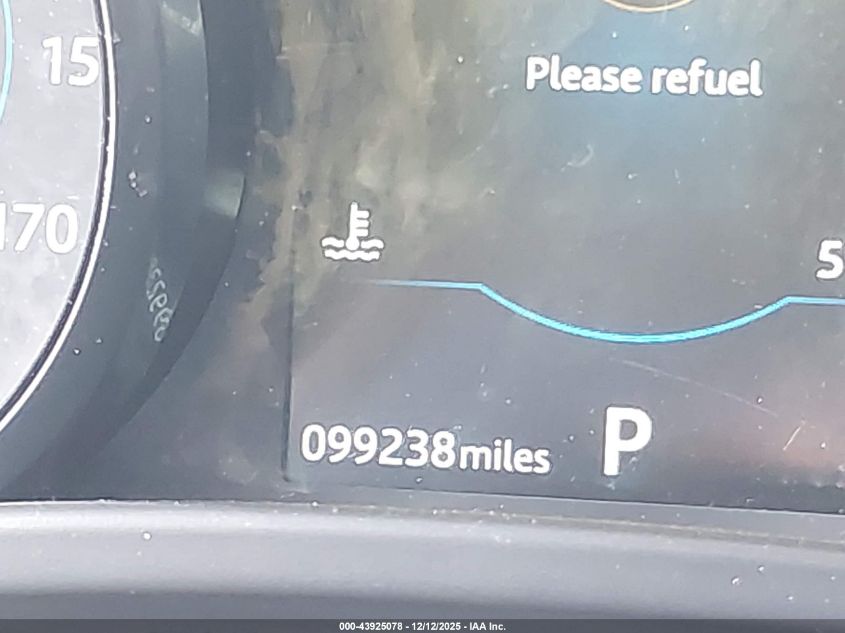 15
Please refuel
170
5
099238miles P
000-43925078 - 12/12/2025 - IAA Inc.